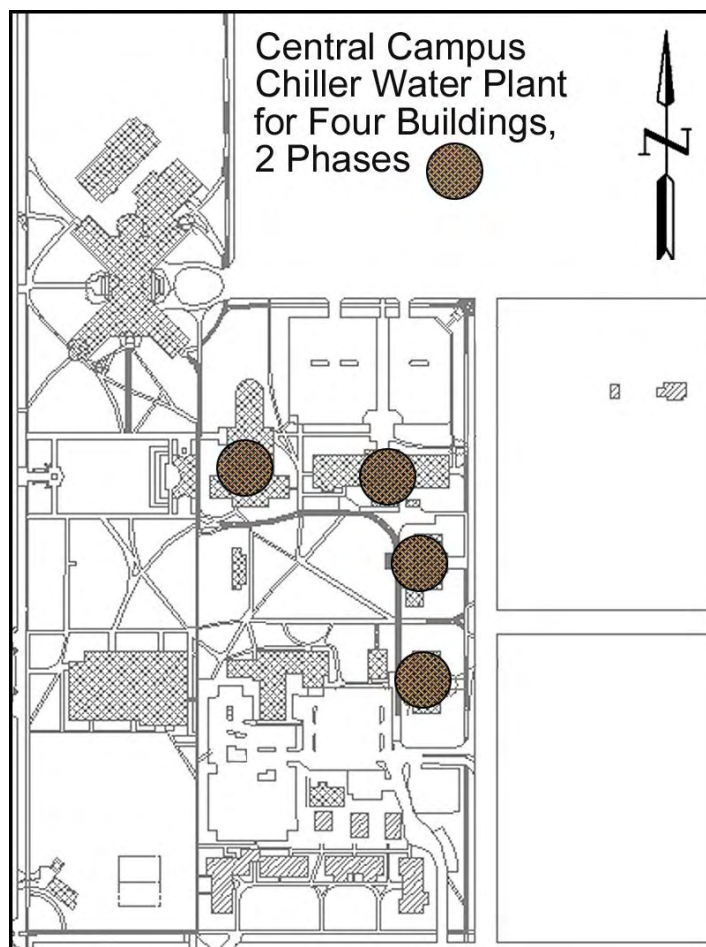 Central Campus
Chiller Water Plant
for Four Buildings,
2 Phases
N